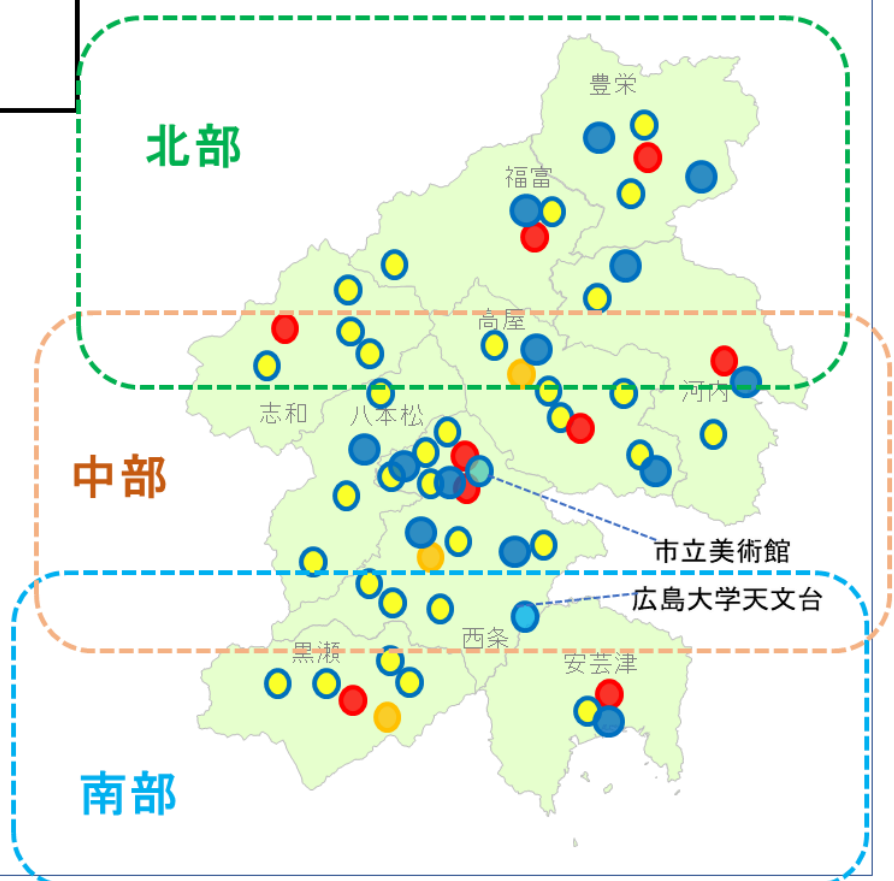 豊栄
北部
福富
高屋
河内
志和
八本松
中部
市立美術館
広島大学天文台
西条
黒瀬
安芸津
南部